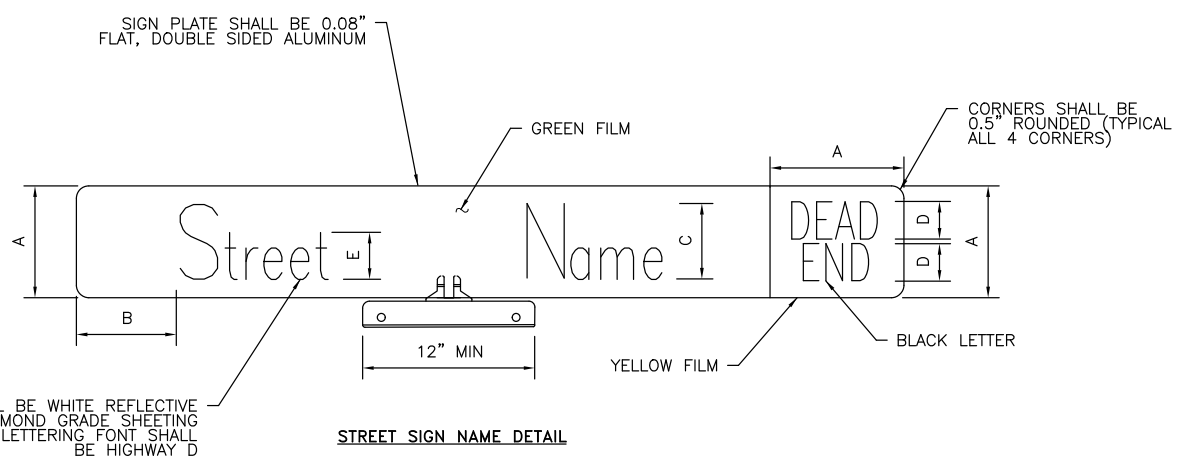 SIGN PLATE SHALL BE 0.08"
FLAT, DOUBLE SIDED ALUMINUM
GREEN FILM
CORNERS SHALL BE
0.5" ROUNDED (TYPICAL
ALL 4 CORNERS)
A
A
Street
E
Name
C
DEAD
END
D
D
A
B
12" MIN
YELLOW FILM
BLACK LETTER
BE WHITE REFLECTIVE
GRADE SHEETING
LETTERING FONT SHALL
BE HIGHWAY D
STREET SIGN NAME DETAIL